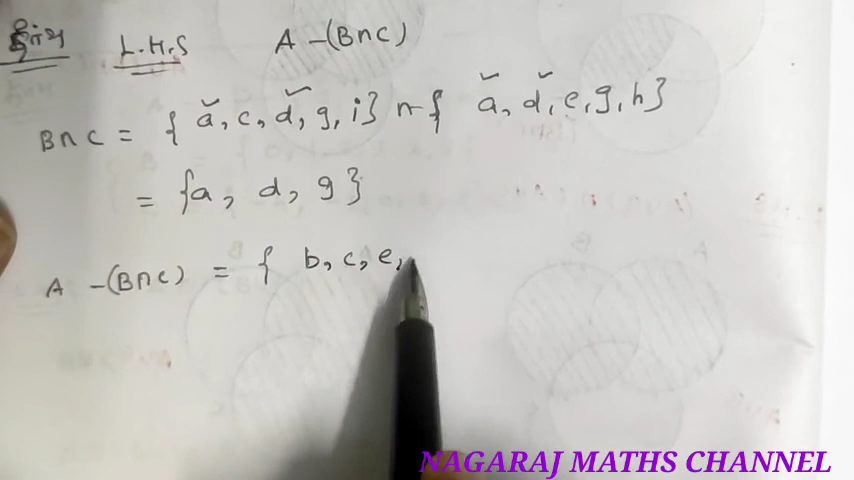 L.H.S A -(B∩C)
B∩C = { a, c, d, g, i} ∩ { a, d, e, g, h}
= {a, d, g}
A -(B∩C) = { b, c, e,
NAGARAJ MATHS CHANNEL